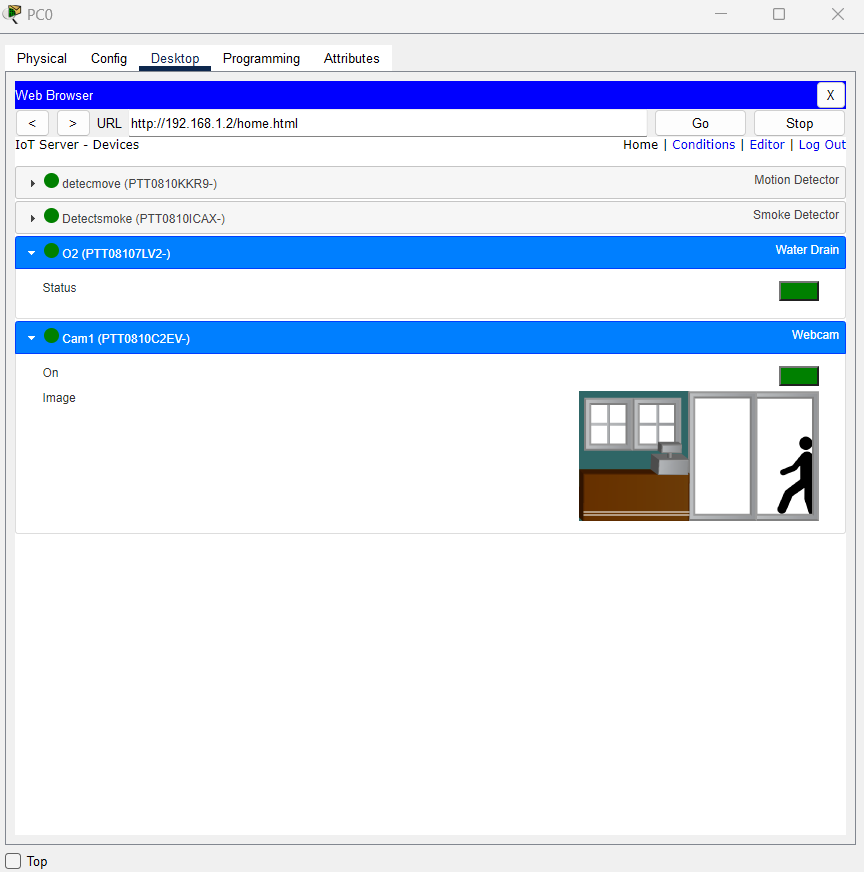 PC0
Physical Config Desktop Programming Attributes
Web Browser X
< > URL http://192.168.1.2/home.html Go Stop
IoT Server - Devices Home | Conditions | Editor | Log Out
detecmove (PTT0810KKR9-) Motion Detector
Detectsmoke (PTT0810ICAX-) Smoke Detector
O2 (PTT08107LV2-) Water Drain
Status
Cam1 (PTT0810C2EV-) Webcam
On
Image
Top